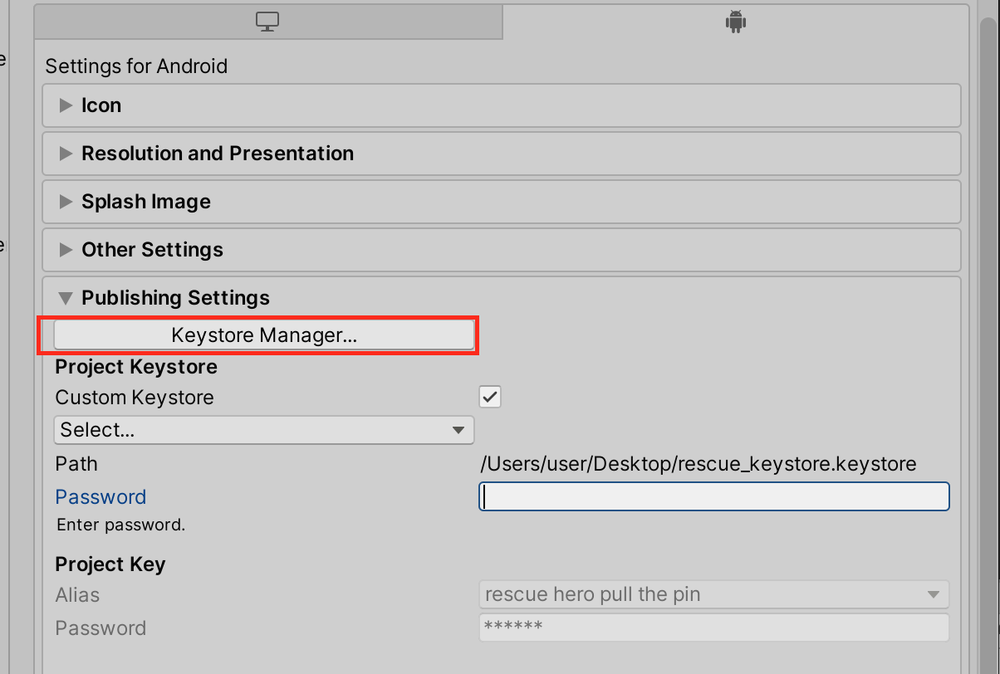 Settings for Android
Icon
Resolution and Presentation
Splash Image
Other Settings
Publishing Settings
Keystore Manager...
Project Keystore
Custom Keystore
Select...
Path /Users/user/Desktop/rescue_keystore.keystore
Password
Enter password.
Project Key
Alias rescue hero pull the pin
Password ******